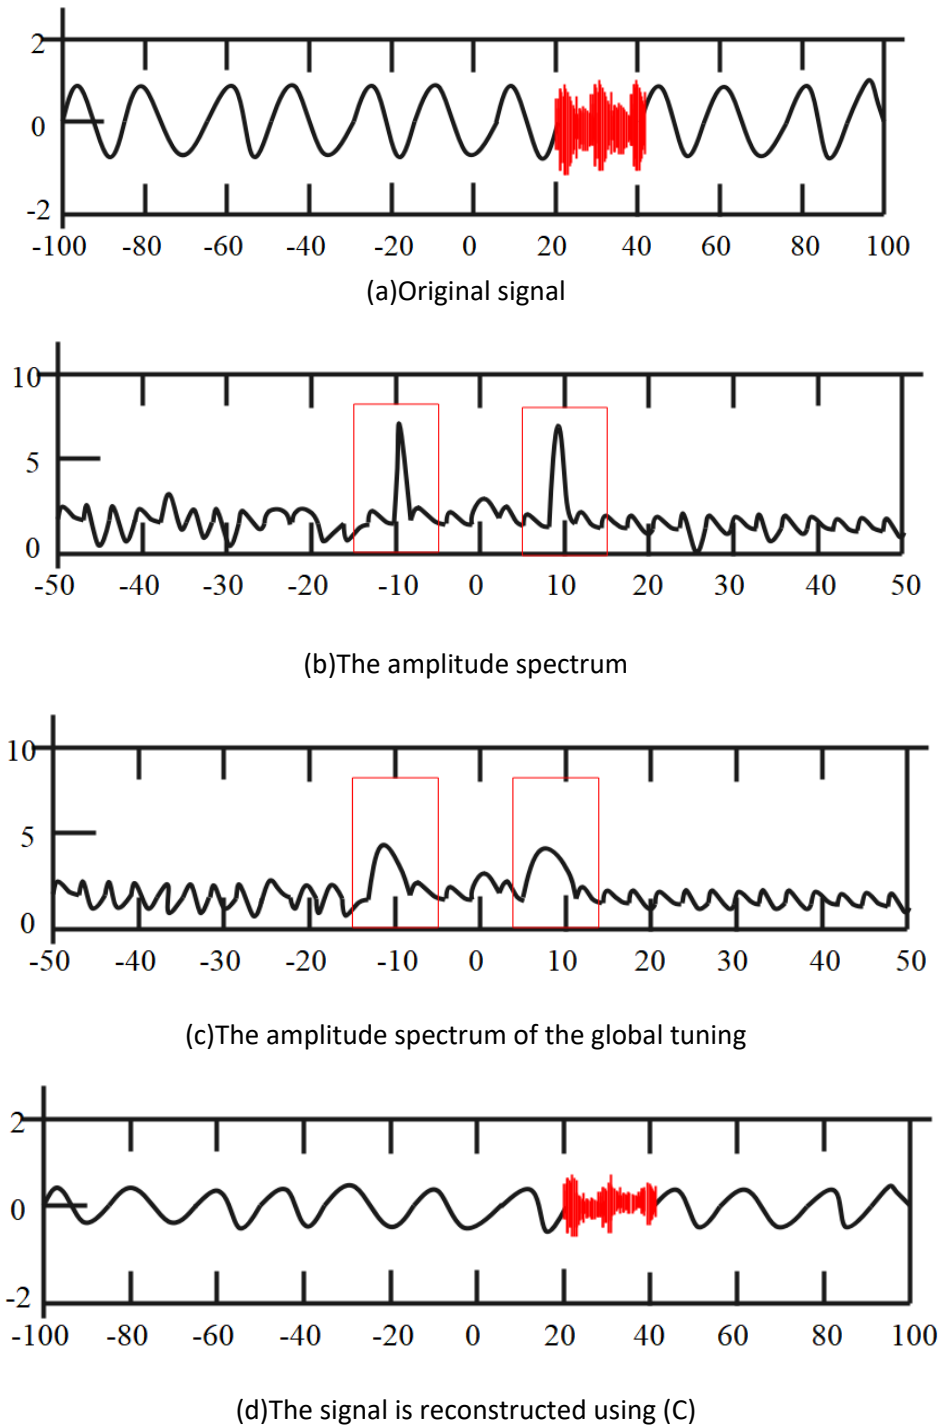 2
0
-2
-100 -80 -60 -40 -20 0 20 40 60 80 100
(a)Original signal
10
5
0
-50 -40 -30 -20 -10 0 10 20 30 40 50
(b)The amplitude spectrum
10
5
0
-50 -40 -30 -20 -10 0 10 20 30 40 50
(c)The amplitude spectrum of the global tuning
2
0
-2
-100 -80 -60 -40 -20 0 20 40 60 80 100
(d)The signal is reconstructed using (C)